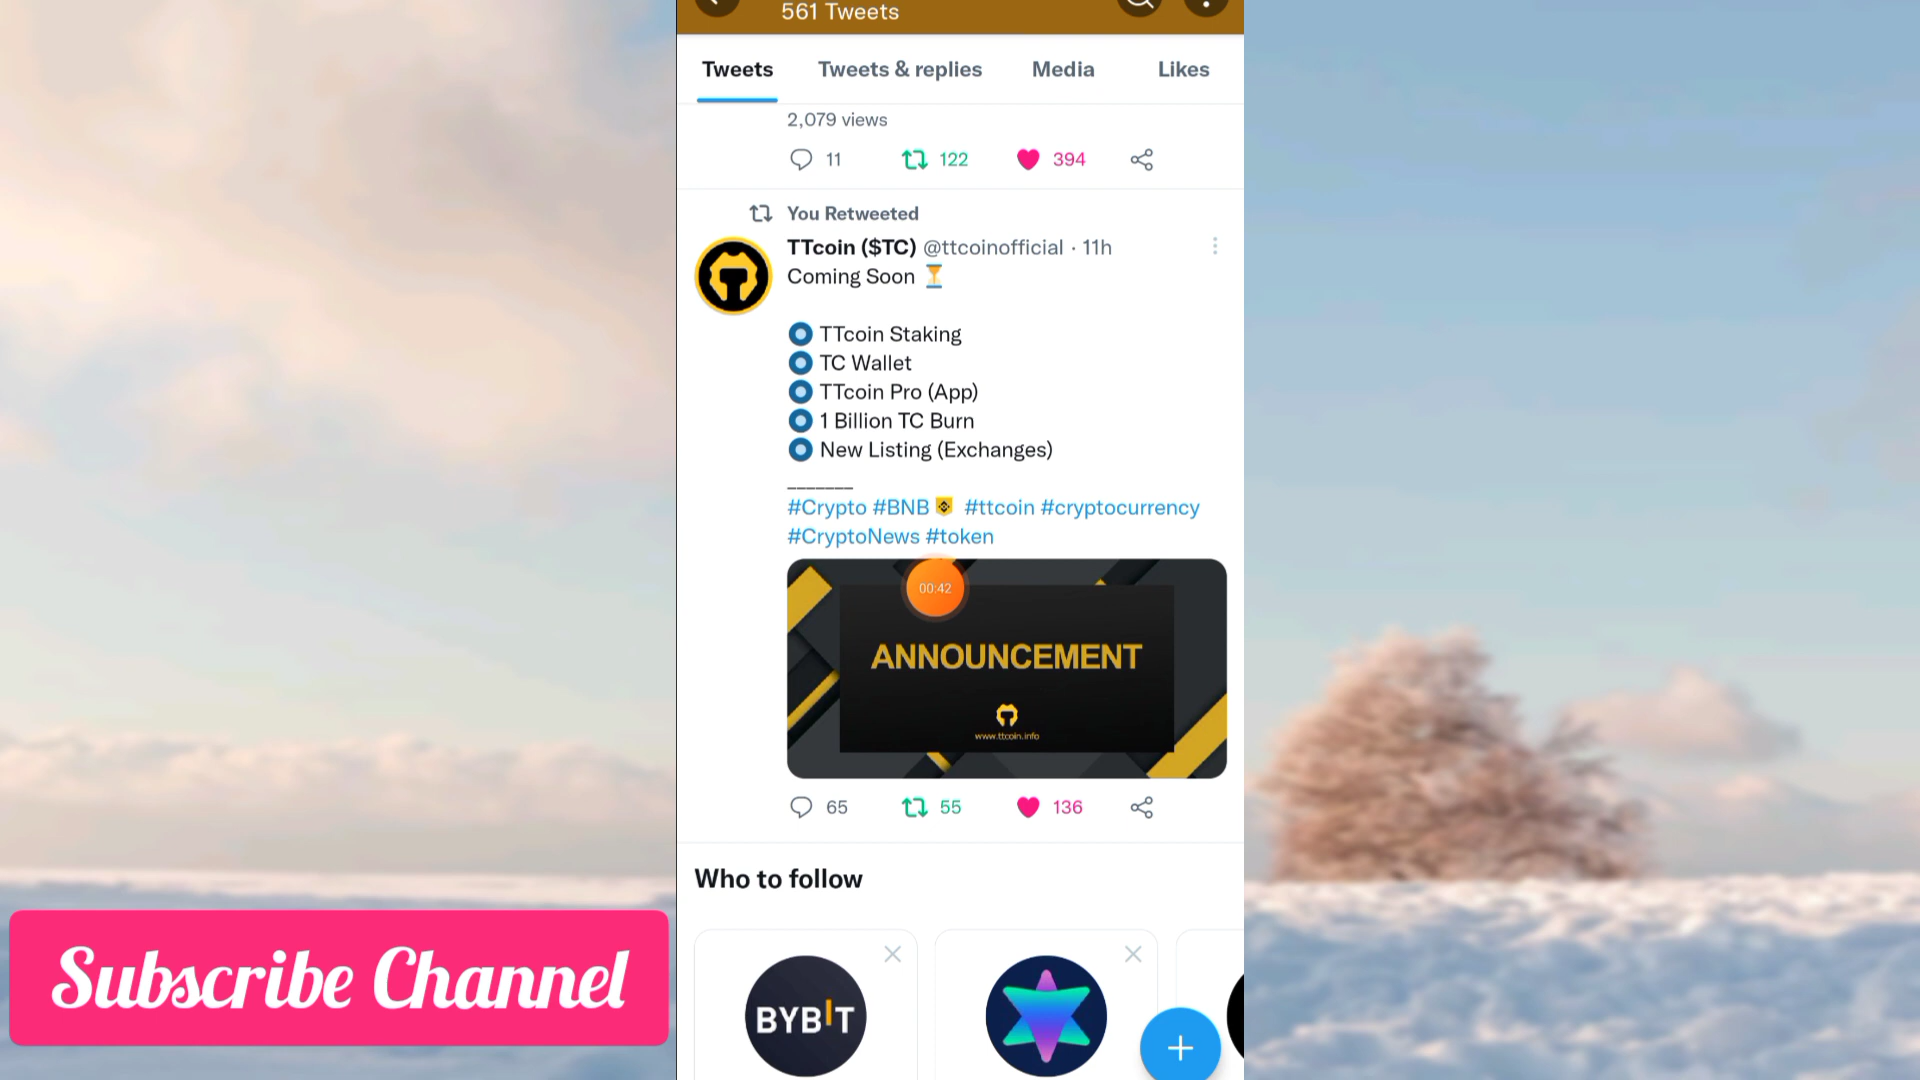 561 Tweets
Tweets Tweets & replies Media Likes
2,079 views
11 122 394
You Retweeted
TTcoin ($TC) @ttcoinofficial · 11h
Coming Soon ⏳
TTcoin Staking
TC Wallet
TTcoin Pro (App)
1 Billion TC Burn
New Listing (Exchanges)
______
#Crypto #BNB #ttcoin #cryptocurrency
#CryptoNews #token
00:42
ANNOUNCEMENT
www.ttcoin.info
65 55 136
Who to follow
BYBIT
Subscribe Channel